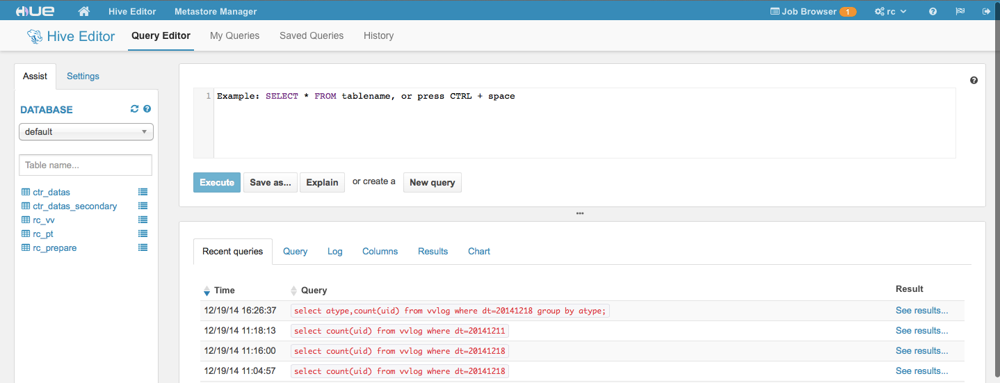 HUE Hive Editor Metastore Manager Job Browser 1 rc
Hive Editor Query Editor My Queries Saved Queries History
Assist Settings
DATABASE
default
Table name...
ctr_datas
ctr_datas_secondary
rc_vv
rc_pt
rc_prepare
1 Example: SELECT * FROM tablename, or press CTRL + space
Execute Save as... Explain or create a New query
Recent queries Query Log Columns Results Chart
Time Query Result
12/19/14 16:26:37 select atype,count(uid) from vvlog where dt=20141218 group by atype; See results...
12/19/14 11:18:13 select count(uid) from vvlog where dt=20141211 See results...
12/19/14 11:16:00 select count(uid) from vvlog where dt=20141218 See results...
12/19/14 11:04:57 select count(uid) from vvlog where dt=20141218 See results...